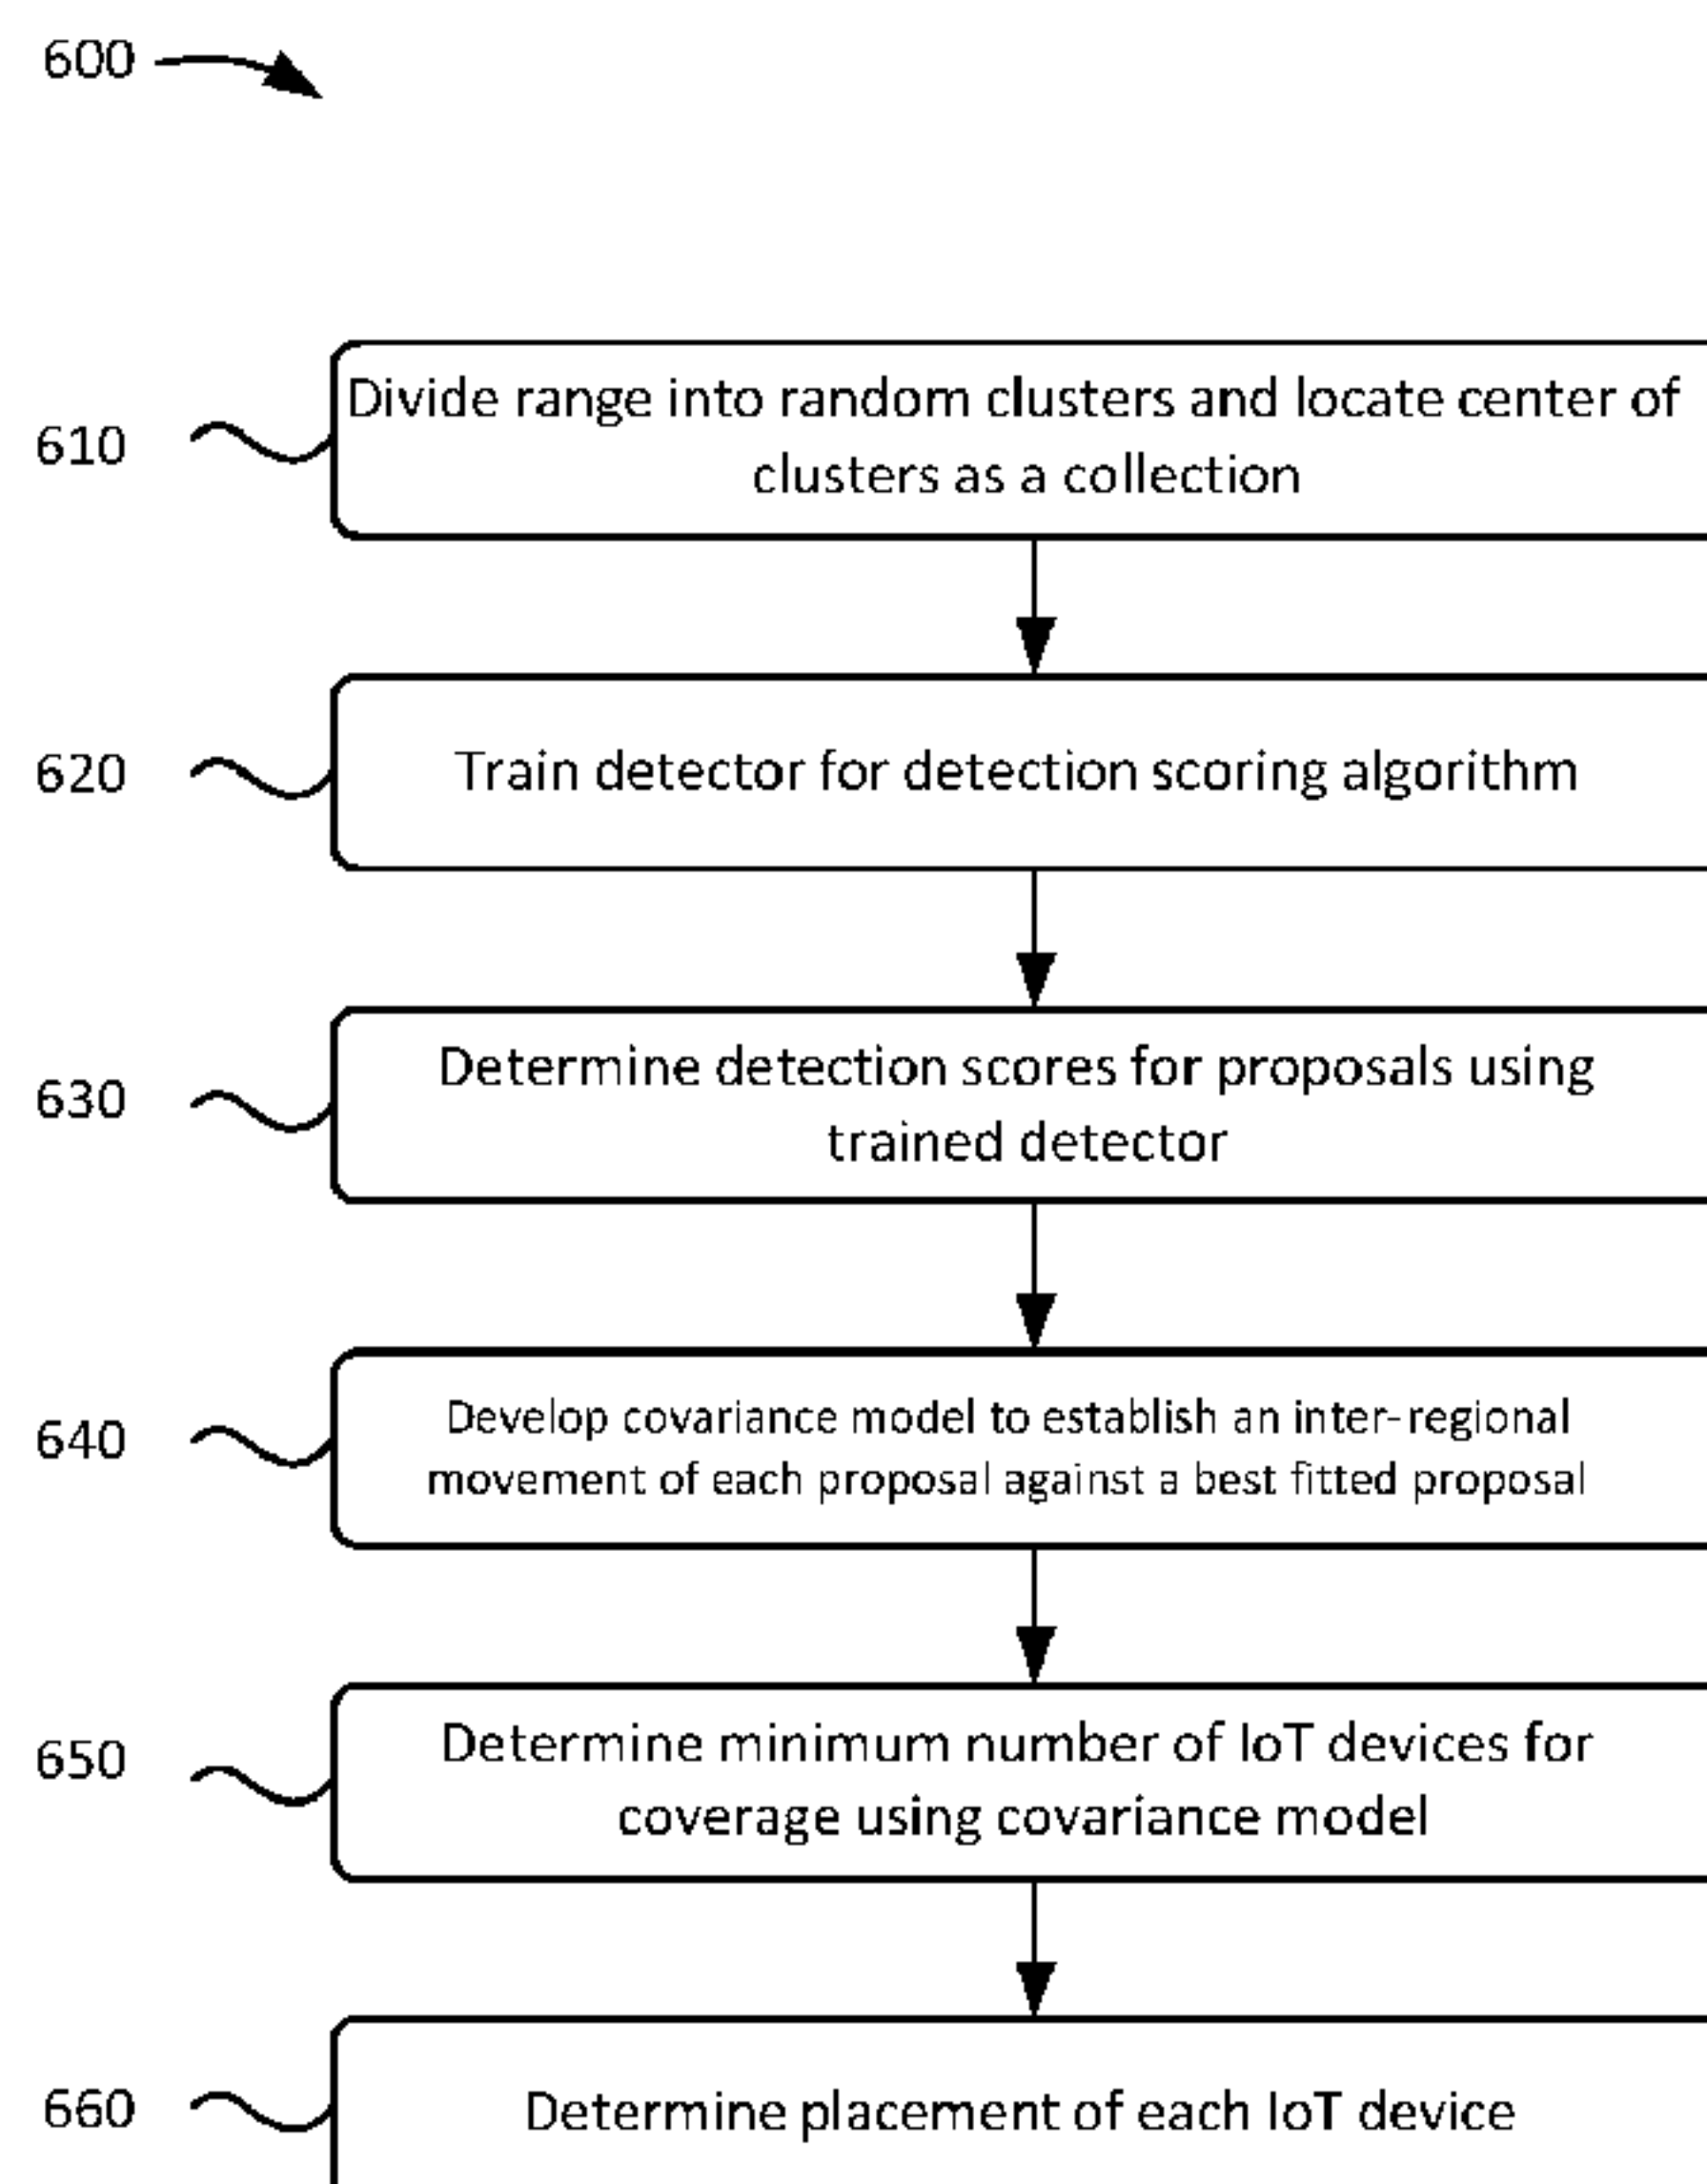 600
610
Divide range into random clusters and locate center of
clusters as a collection
620
Train detector for detection scoring algorithm
630
Determine detection scores for proposals using
trained detector
640
Develop covariance model to establish an inter-regional
movement of each proposal against a best fitted proposal
650
Determine minimum number of IoT devices for
coverage using covariance model
660
Determine placement of each IoT device